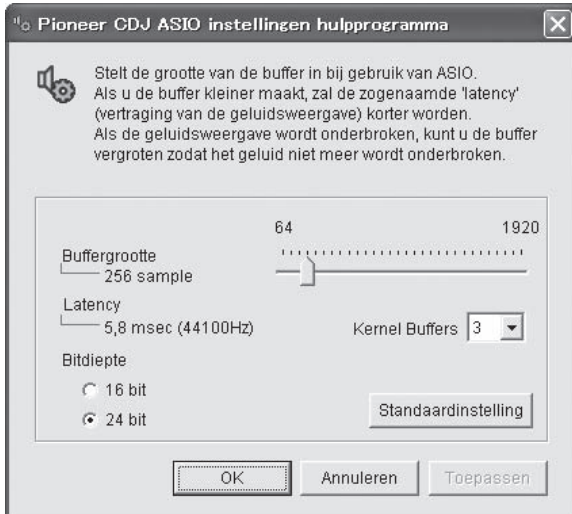 Pioneer CDJ ASIO instellingen hulpprogramma
Stelt de grootte van de buffer in bij gebruik van ASIO.
Als u de buffer kleiner maakt, zal de zogenaamde 'latency'
(vertraging van de geluidsweergave) korter worden.
Als de geluidsweergave wordt onderbroken, kunt u de buffer
vergroten zodat het geluid niet meer wordt onderbroken.
64 1920
Buffergrootte
256 sample
Latency
5,8 msec (44100Hz)
Kernel Buffers 3
Bitdiepte
16 bit
24 bit
Standaardinstelling
OK Annuleren Toepassen